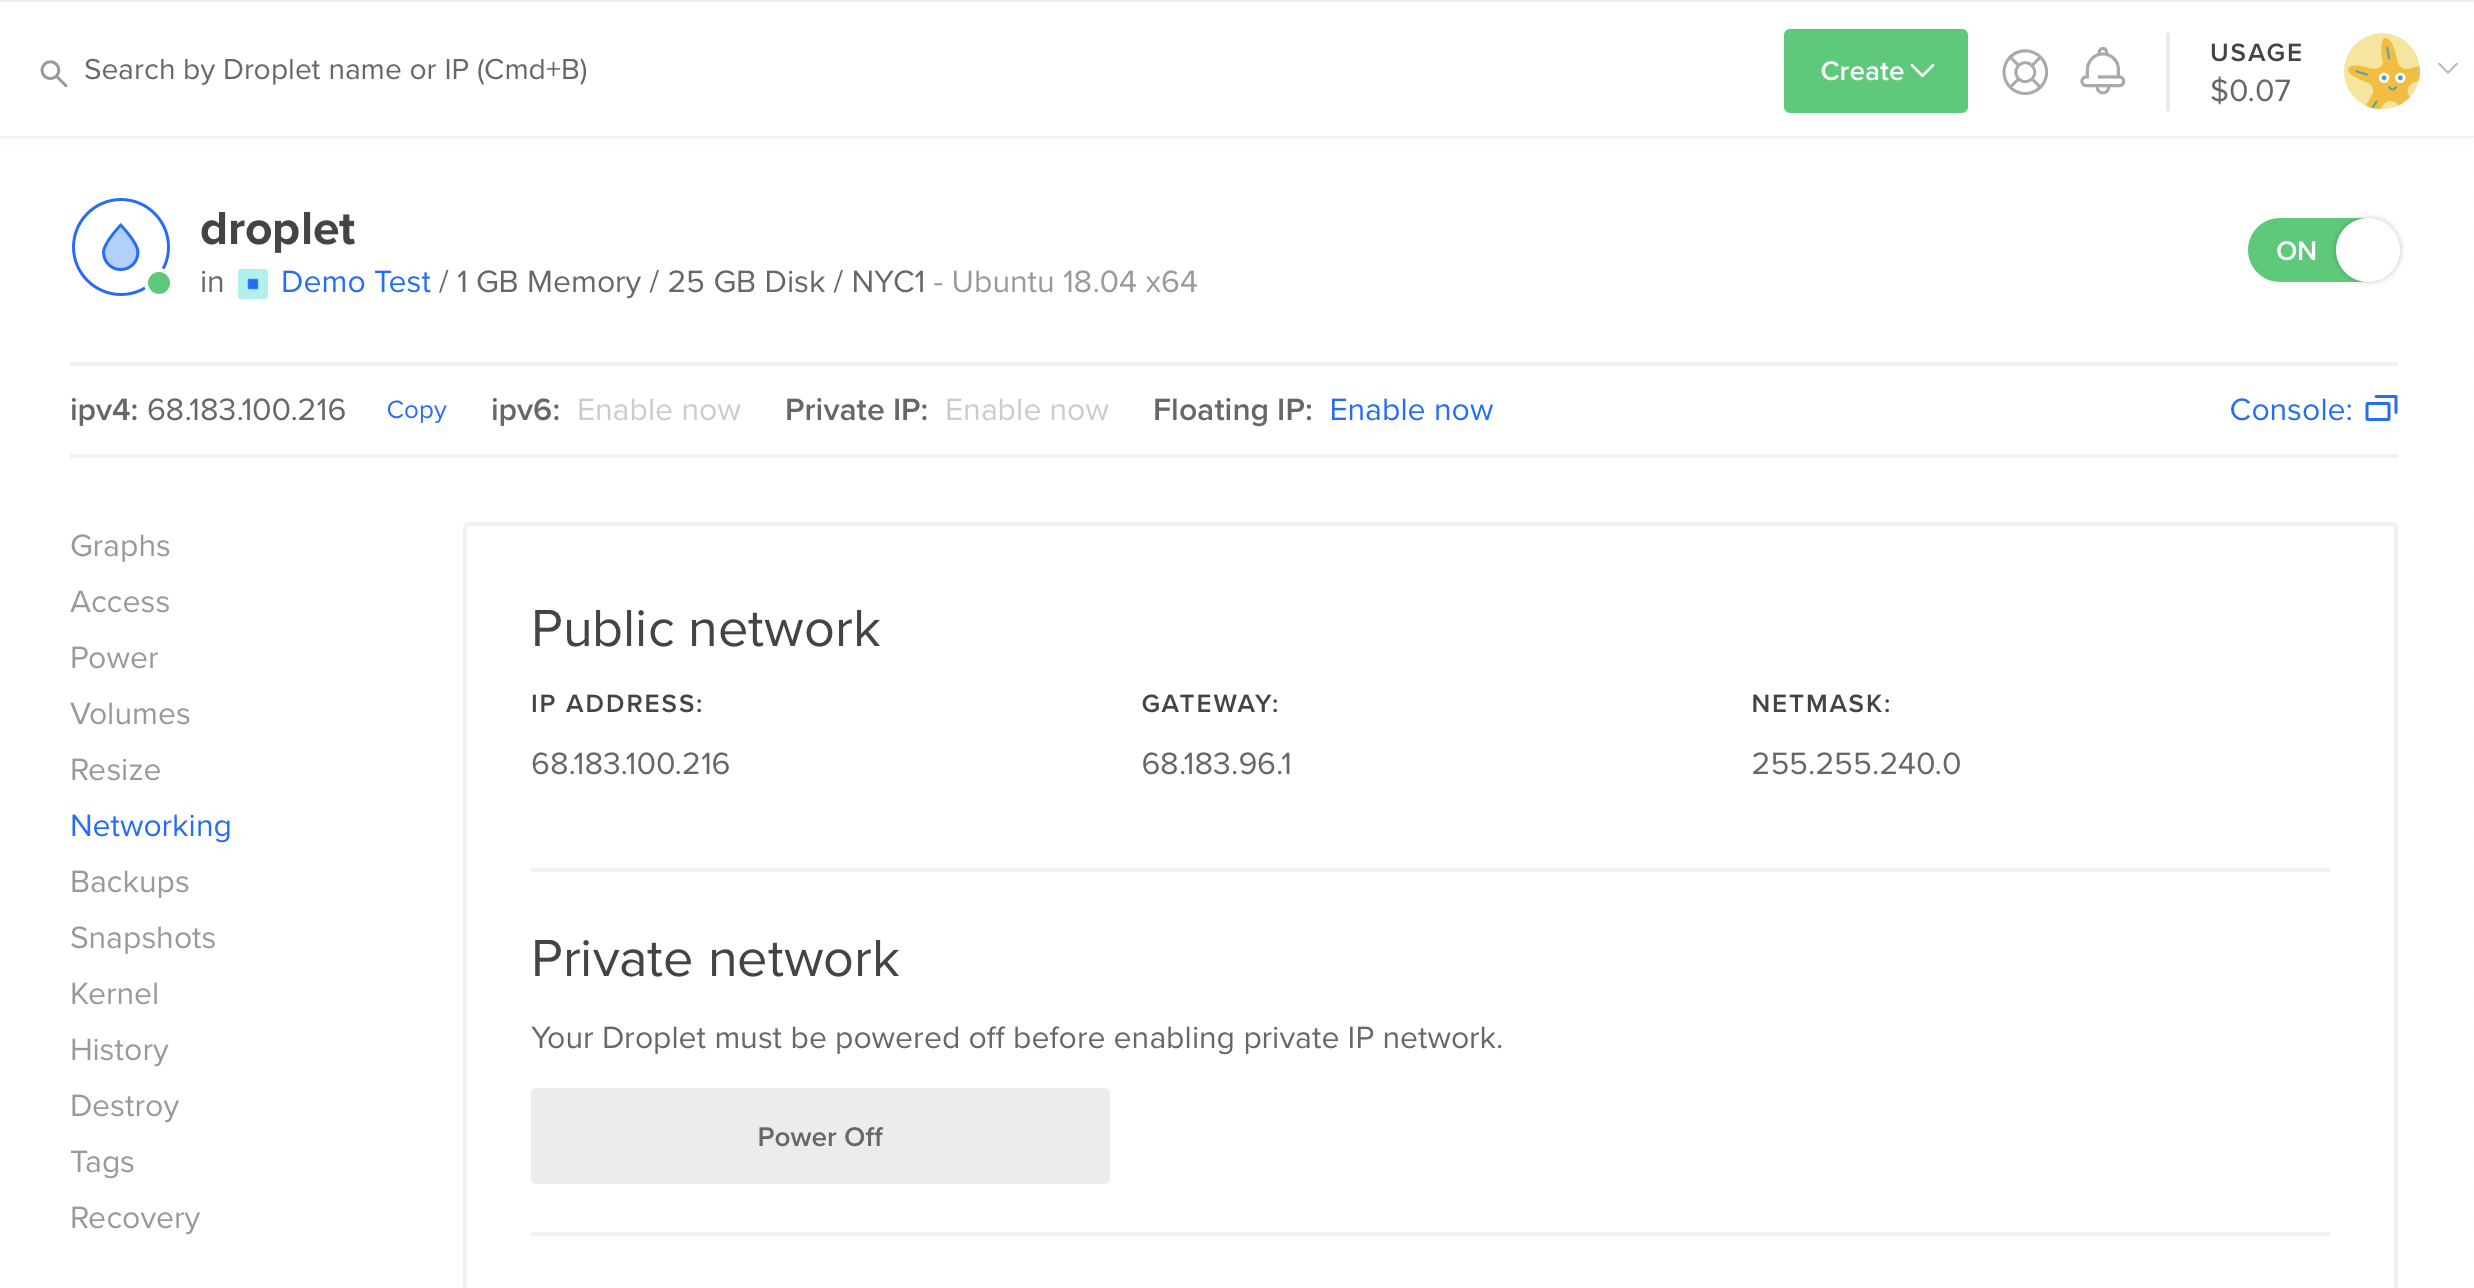 Search by Droplet name or IP (Cmd+B)
Create
USAGE
$0.07
droplet
in Demo Test / 1 GB Memory / 25 GB Disk / NYC1 - Ubuntu 18.04 x64
ON
ipv4: 68.183.100.216 Copy ipv6: Enable now Private IP: Enable now Floating IP: Enable now Console:
Graphs
Access
Power
Volumes
Resize
Networking
Backups
Snapshots
Kernel
History
Destroy
Tags
Recovery
Public network
IP ADDRESS: GATEWAY: NETMASK:
68.183.100.216 68.183.96.1 255.255.240.0
Private network
Your Droplet must be powered off before enabling private IP network.
Power Off